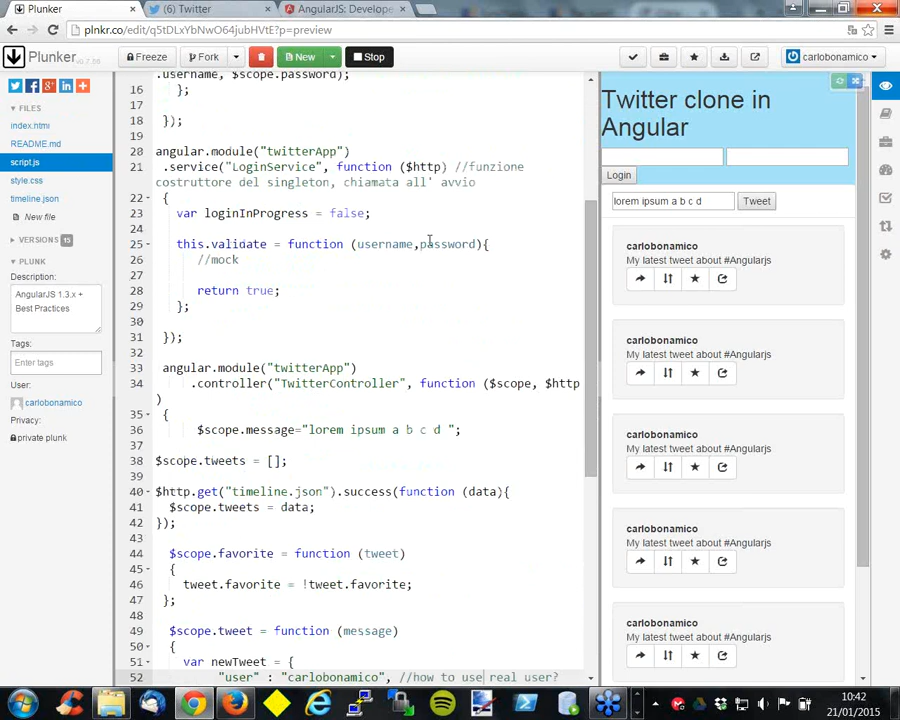 Plunker
(6) Twitter
AngularJS: Develope
plnkr.co/edit/q5tDLxYbNwO64jubHVtE?p=preview
Plunker v0.7.56
Freeze
Fork
New
Stop
carlobonamico
FILES
index.html
README.md
script.js
style.css
timeline.json
New file
VERSIONS 15
PLUNK
Description:
AngularJS 1.3.x +
Best Practices
Tags:
Enter tags
User:
carlobonamico
Privacy:
private plunk
.username, $scope.password);
16 };
17
18 });
19
20 angular.module("twitterApp")
21 .service("LoginService", function ($http) //funzione
costruttore del singleton, chiamata all' avvio
22 {
23 var loginInProgress = false;
24
25 this.validate = function (username,password){
26 //mock
27
28 return true;
29 };
30
31 });
32
33 angular.module("twitterApp")
34 .controller("TwitterController", function ($scope, $http
)
35 {
36 $scope.message="lorem ipsum a b c d ";
37
38 $scope.tweets = [];
39
40 $http.get("timeline.json").success(function (data){
41 $scope.tweets = data;
42 });
43
44 $scope.favorite = function (tweet)
45 {
46 tweet.favorite = !tweet.favorite;
47 };
48
49 $scope.tweet = function (message)
50 {
51 var newTweet = {
52 "user" : "carlobonamico", //how to use real user?
Twitter clone in
Angular
Login
lorem ipsum a b c d
Tweet
carlobonamico
My latest tweet about #Angularjs
carlobonamico
My latest tweet about #Angularjs
carlobonamico
My latest tweet about #Angularjs
carlobonamico
My latest tweet about #Angularjs
carlobonamico
My latest tweet about #Angularjs
10:42
21/01/2015